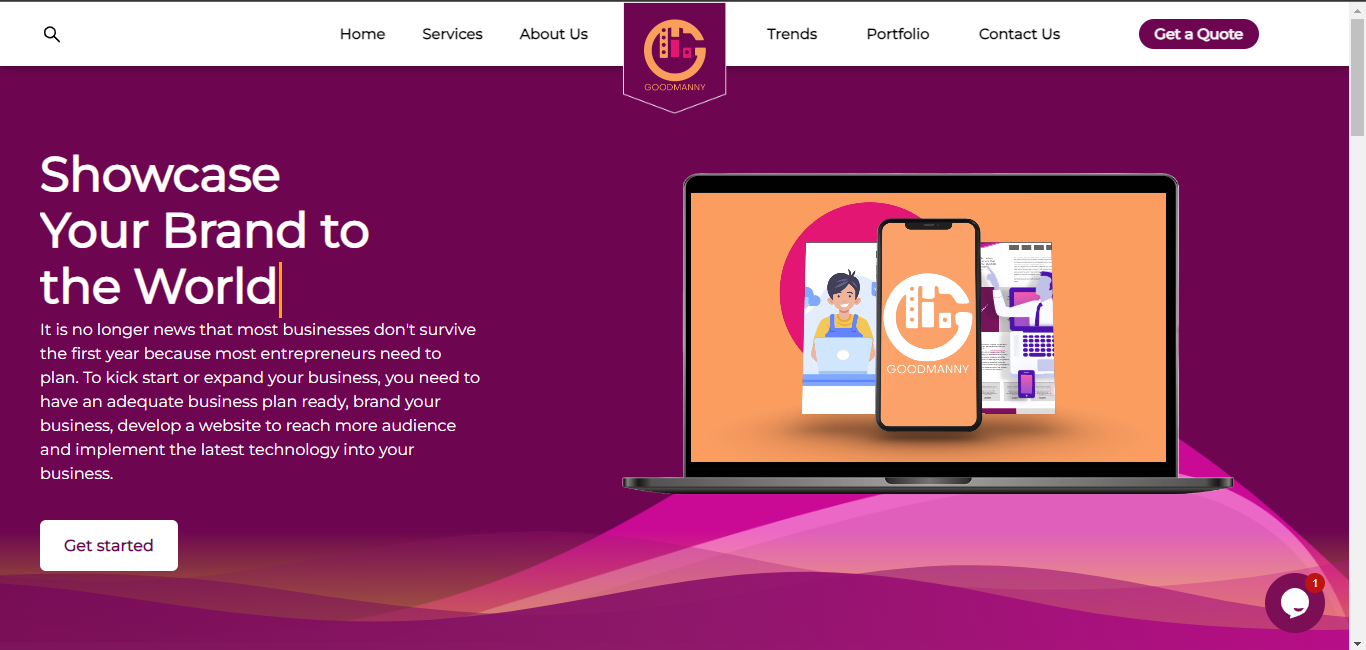 Home
Services
About Us
GOODMANNY
Trends
Portfolio
Contact Us
Get a Quote
Showcase
Your Brand to
the World
It is no longer news that most businesses don't survive
the first year because most entrepreneurs need to
plan. To kick start or expand your business, you need to
have an adequate business plan ready, brand your
business, develop a website to reach more audience
and implement the latest technology into your
business.
Get started
GOODMANNY
1